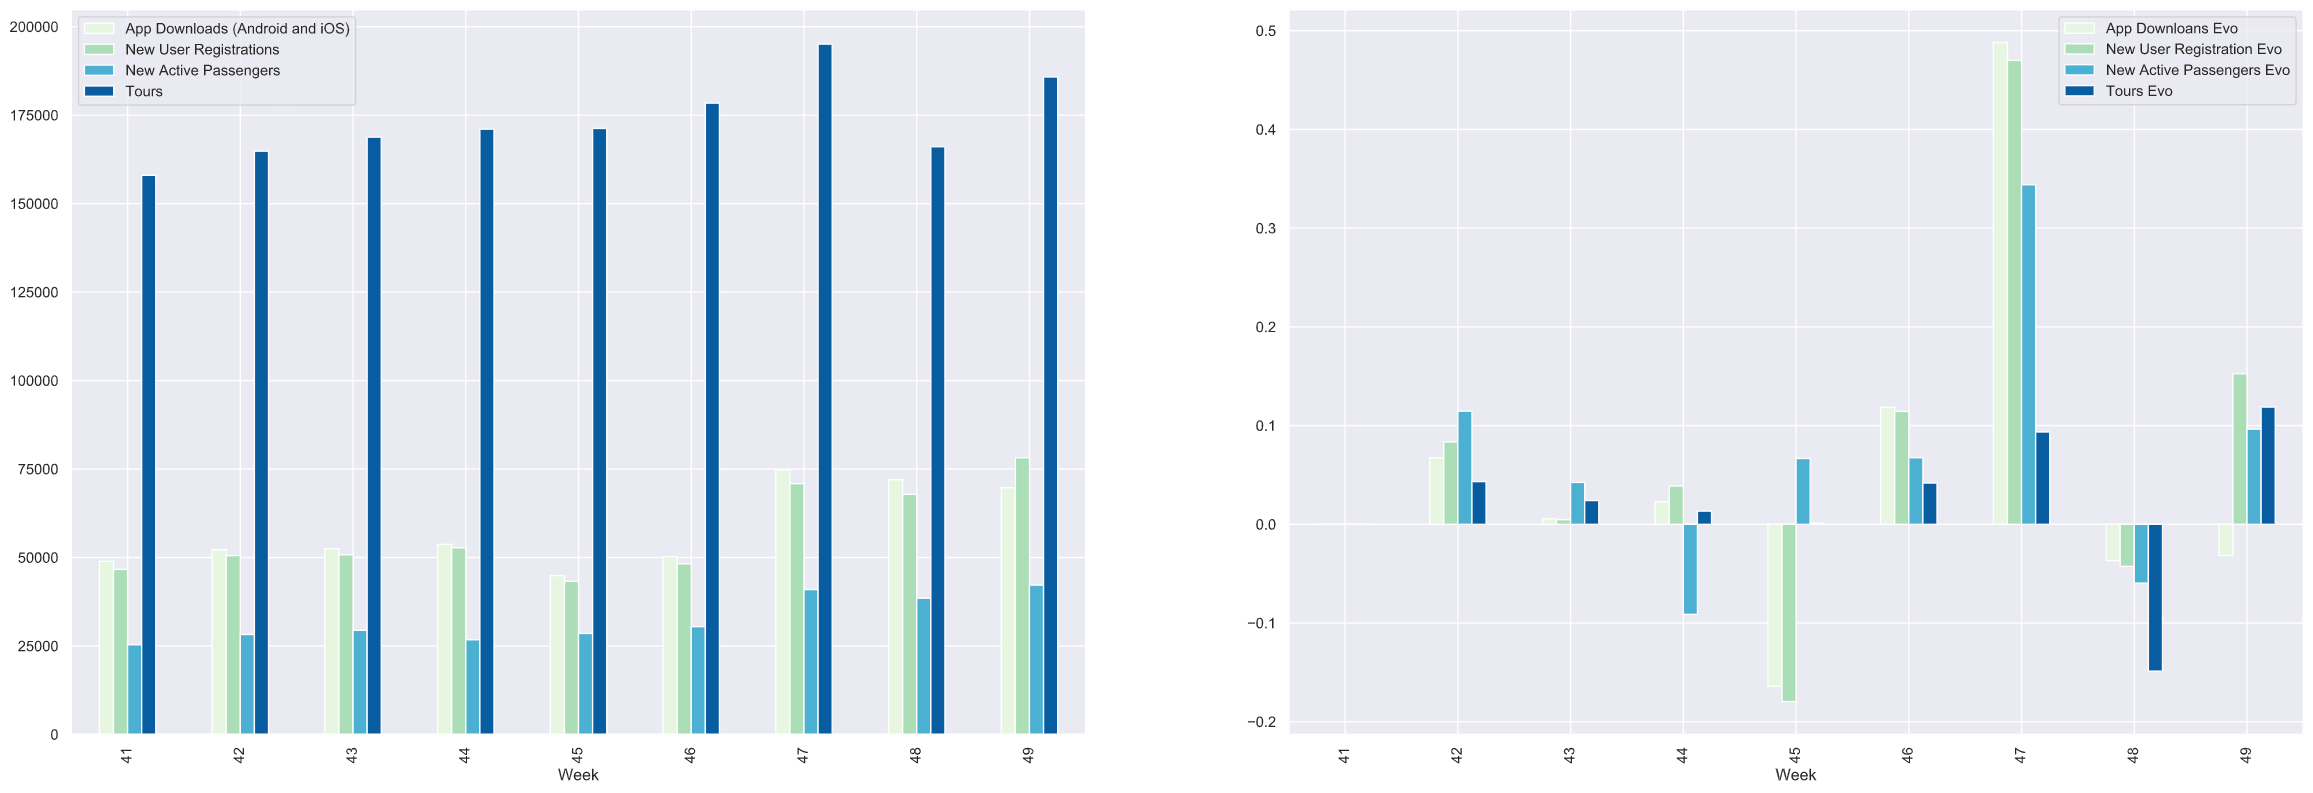 200000
175000
150000
125000
100000
75000
50000
25000
0
App Downloads (Android and iOS)
New User Registrations
New Active Passengers
Tours
41 42 43 44 45 46 47 48 49
Week
0.5
0.4
0.3
0.2
0.1
0.0
−0.1
−0.2
App Downloans Evo
New User Registration Evo
New Active Passengers Evo
Tours Evo
41 42 43 44 45 46 47 48 49
Week